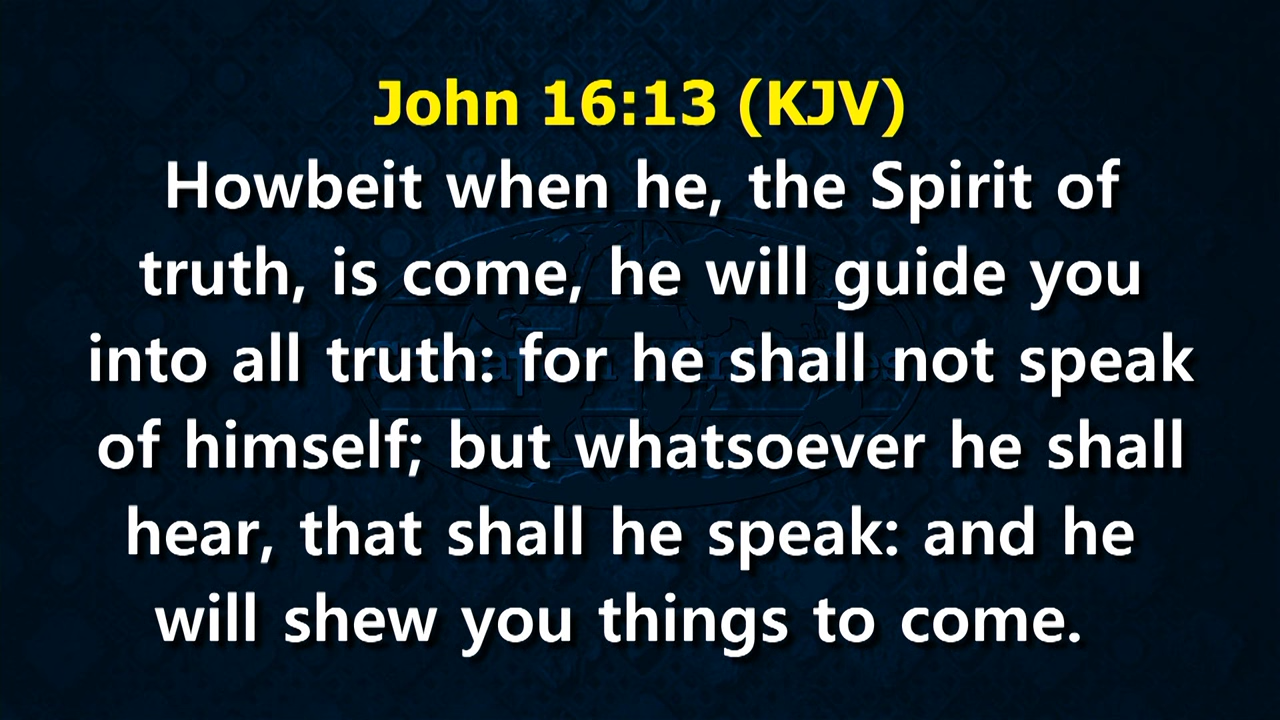 John 16:13 (KJV)
Howbeit when he, the Spirit of
truth, is come, he will guide you
into all truth: for he shall not speak
of himself; but whatsoever he shall
hear, that shall he speak: and he
will shew you things to come.